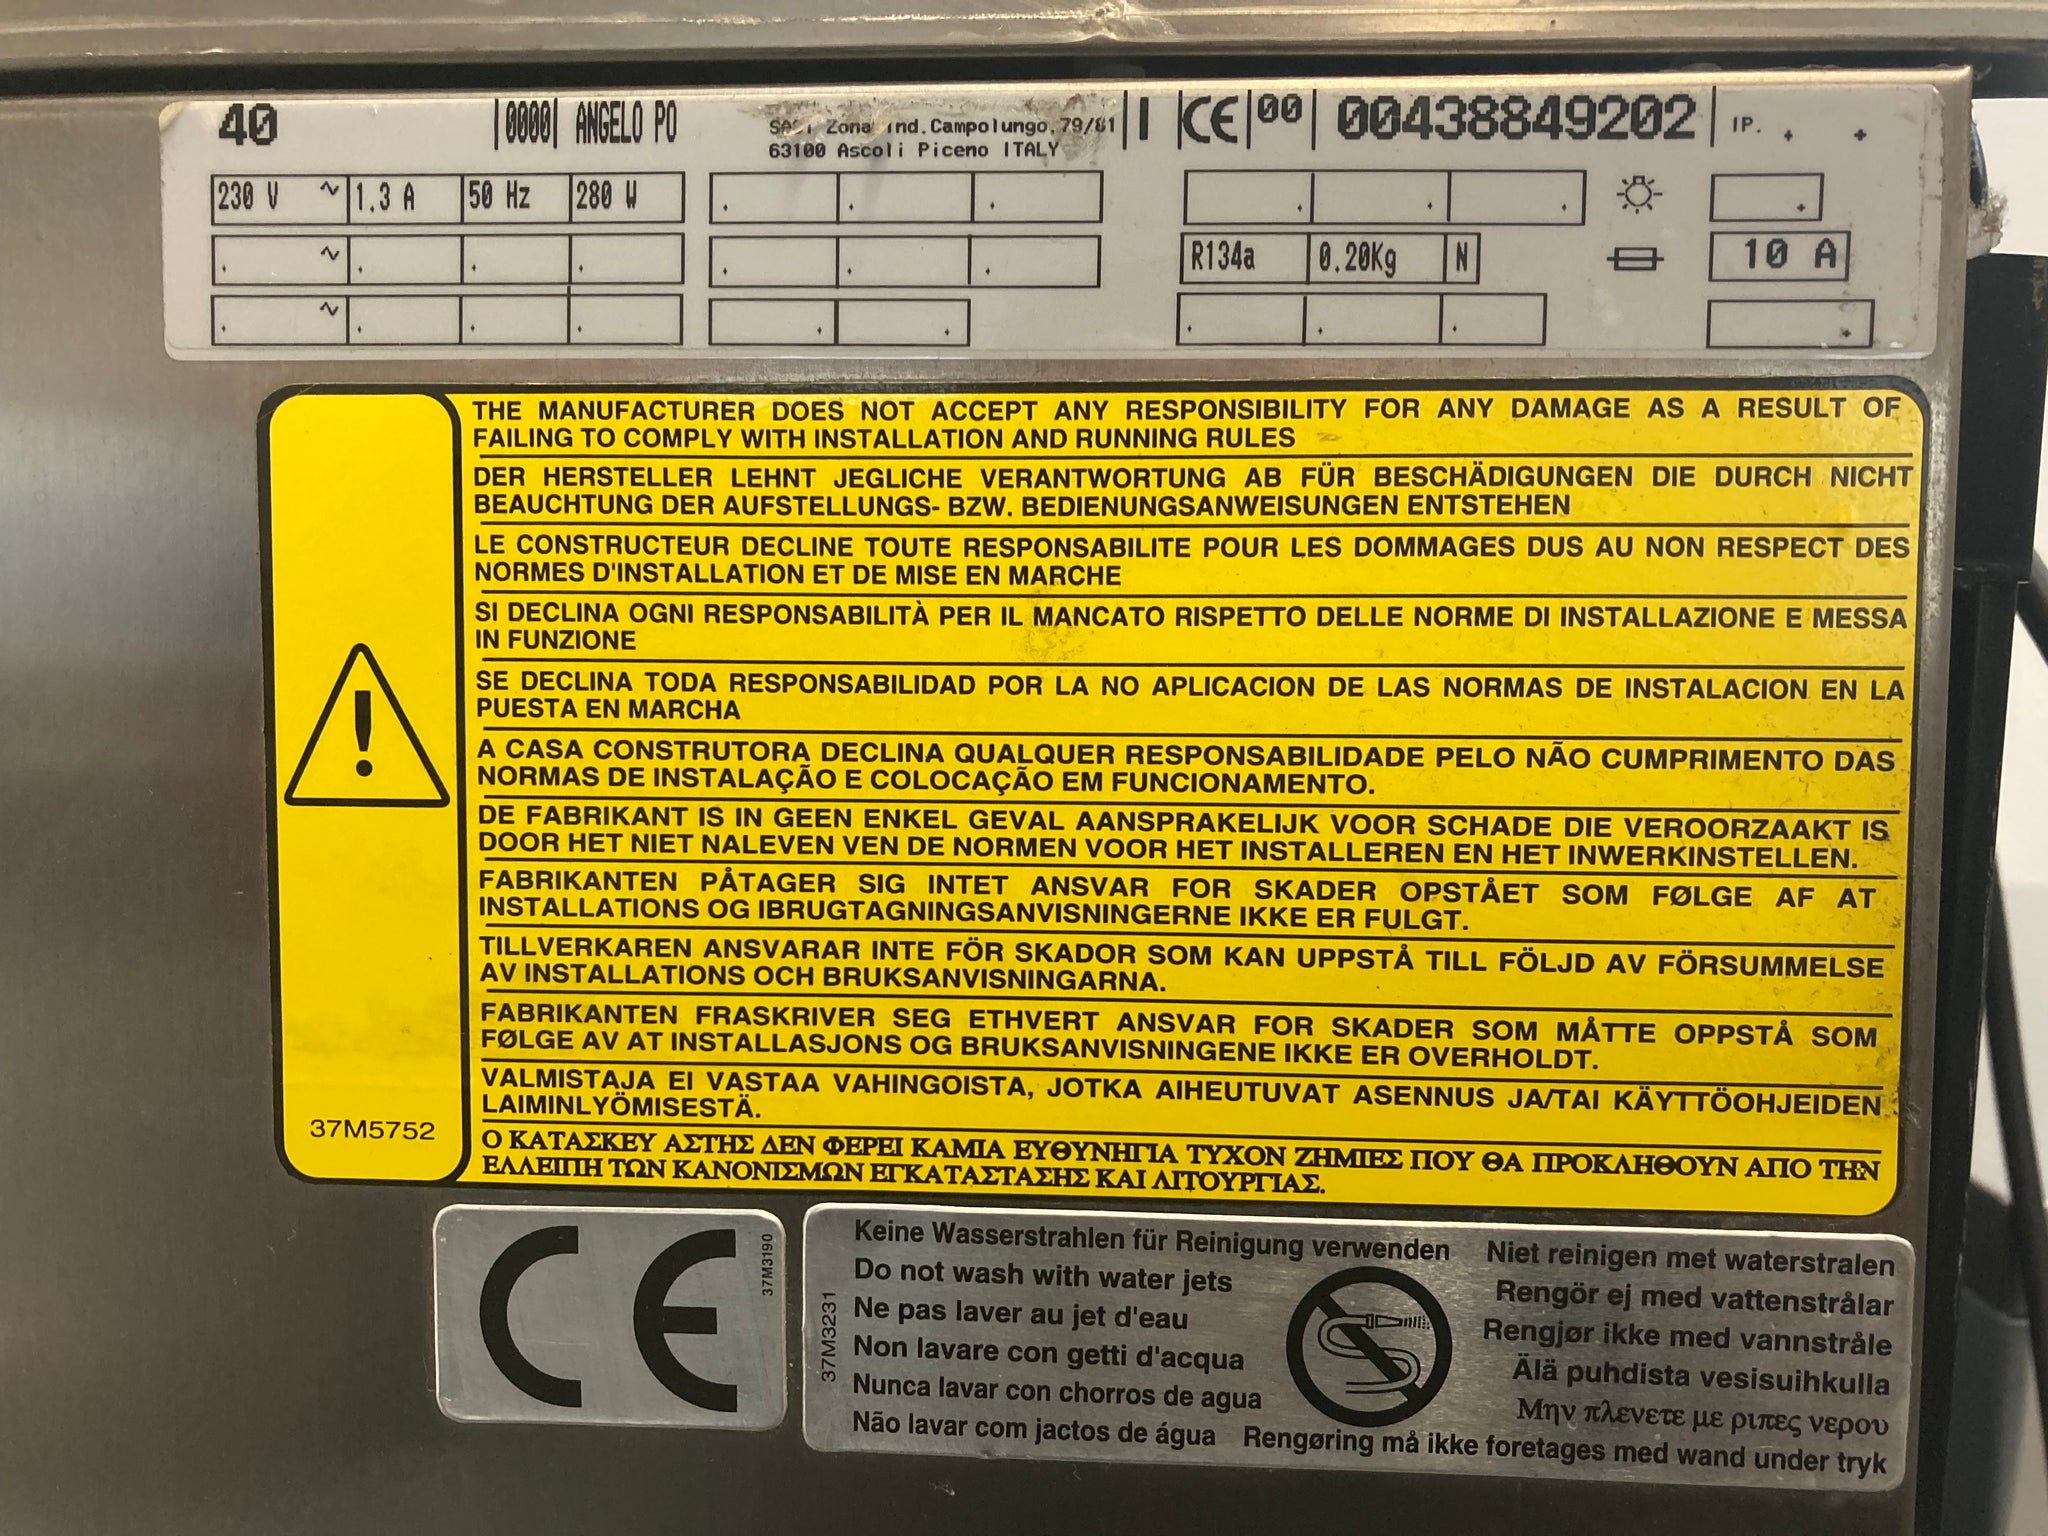 40 0000 ANGELO PO Zona Ind. Campolungo, 79/81 I CE 00 00438849202 IP.
63100 Ascoli Piceno ITALY
230 V ~ 1.3 A 50 Hz 280 W
~ R134a 0.20Kg N 10 A
~
THE MANUFACTURER DOES NOT ACCEPT ANY RESPONSIBILITY FOR ANY DAMAGE AS A RESULT OF
FAILING TO COMPLY WITH INSTALLATION AND RUNNING RULES
DER HERSTELLER LEHNT JEGLICHE VERANTWORTUNG AB FÜR BESCHÄDIGUNGEN DIE DURCH NICHT
BEAUCHTUNG DER AUFSTELLUNGS- BZW. BEDIENUNGSANWEISUNGEN ENTSTEHEN
LE CONSTRUCTEUR DECLINE TOUTE RESPONSABILITE POUR LES DOMMAGES DUS AU NON RESPECT DES
NORMES D'INSTALLATION ET DE MISE EN MARCHE
SI DECLINA OGNI RESPONSABILITÀ PER IL MANCATO RISPETTO DELLE NORME DI INSTALLAZIONE E MESSA
IN FUNZIONE
SE DECLINA TODA RESPONSABILIDAD POR LA NO APLICACION DE LAS NORMAS DE INSTALACION EN LA
PUESTA EN MARCHA
A CASA CONSTRUTORA DECLINA QUALQUER RESPONSABILIDADE PELO NÃO CUMPRIMENTO DAS
NORMAS DE INSTALAÇÃO E COLOCAÇÃO EM FUNCIONAMENTO.
DE FABRIKANT IS IN GEEN ENKEL GEVAL AANSPRAKELIJK VOOR SCHADE DIE VEROORZAAKT IS
DOOR HET NIET NALEVEN VEN DE NORMEN VOOR HET INSTALLEREN EN HET INWERKINSTELLEN.
FABRIKANTEN PÅTAGER SIG INTET ANSVAR FOR SKADER OPSTÅET SOM FØLGE AF AT
INSTALLATIONS OG IBRUGTAGNINGSANVISNINGERNE IKKE ER FULGT.
TILLVERKAREN ANSVARAR INTE FÖR SKADOR SOM KAN UPPSTÅ TILL FÖLJD AV FÖRSUMMELSE
AV INSTALLATIONS OCH BRUKSANVISNINGARNA.
FABRIKANTEN FRASKRIVER SEG ETHVERT ANSVAR FOR SKADER SOM MÅTTE OPPSTÅ SOM
FØLGE AV AT INSTALLASJONS OG BRUKSANVISNINGENE IKKE ER OVERHOLDT.
VALMISTAJA EI VASTAA VAHINGOISTA, JOTKA AIHEUTUVAT ASENNUS JA/TAI KÄYTTÖOHJEIDEN
LAIMINLYÖMISESTÄ.
Ο ΚΑΤΑΣΚΕΥ ΑΣΤΗΣ ΔΕΝ ΦΕΡΕΙ ΚΑΜΙΑ ΕΥΘΥΝΗΓΙΑ ΤΥΧΟΝ ΖΗΜΙΕΣ ΠΟΥ ΘΑ ΠΡΟΚΛΗΘΟΥΝ ΑΠΟ ΤΗΝ
ΕΛΛΕΙΠΗ ΤΩΝ ΚΑΝΟΝΙΣΜΩΝ ΕΓΚΑΤΑΣΤΑΣΗΣ ΚΑΙ ΛΙΤΟΥΡΓΙΑΣ.
37M5752
CE
37M3190
37M3231
Keine Wasserstrahlen für Reinigung verwenden
Do not wash with water jets
Ne pas laver au jet d'eau
Non lavare con getti d'acqua
Nunca lavar con chorros de agua
Não lavar com jactos de água
Niet reinigen met waterstralen
Rengör ej med vattenstrålar
Rengjør ikke med vannstråle
Älä puhdista vesisuihkulla
Μην πλενετε με ριπες νερου
Rengøring må ikke foretages med wand under tryk